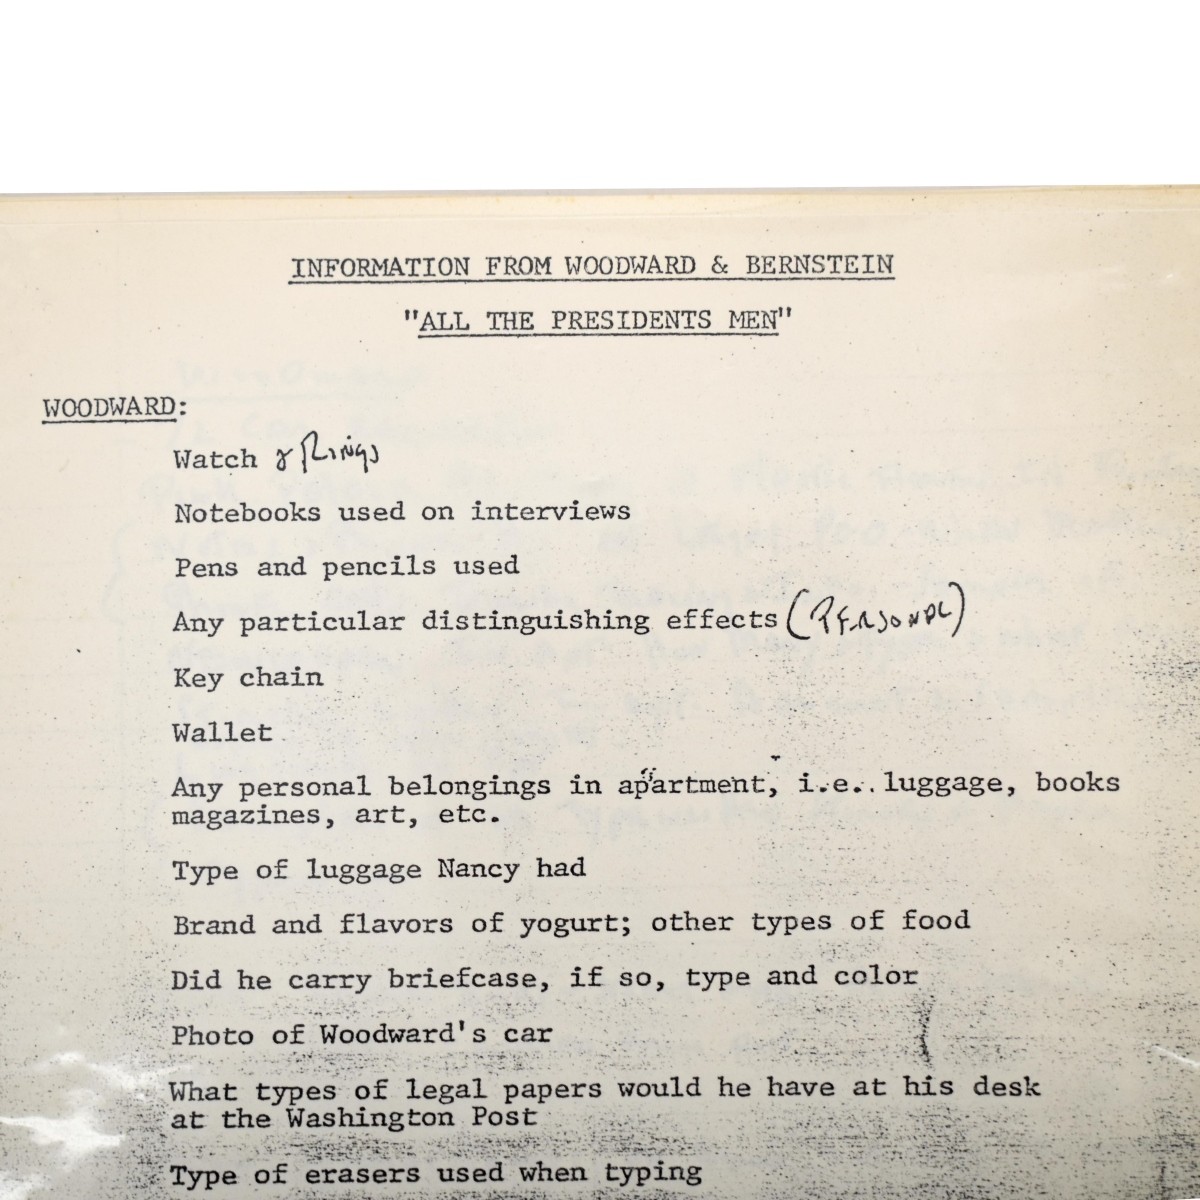 INFORMATION FROM WOODWARD & BERNSTEIN
"ALL THE PRESIDENTS MEN"
WOODWARD:
Watch & Rings
Notebooks used on interviews
Pens and pencils used
Any particular distinguishing effects (PERSONAL)
Key chain
Wallet
Any personal belongings in apartment, i.e. luggage, books
magazines, art, etc.
Type of luggage Nancy had
Brand and flavors of yogurt; other types of food
Did he carry briefcase, if so, type and color
Photo of Woodward's car
What types of legal papers would he have at his desk
at the Washington Post
Type of erasers used when typing